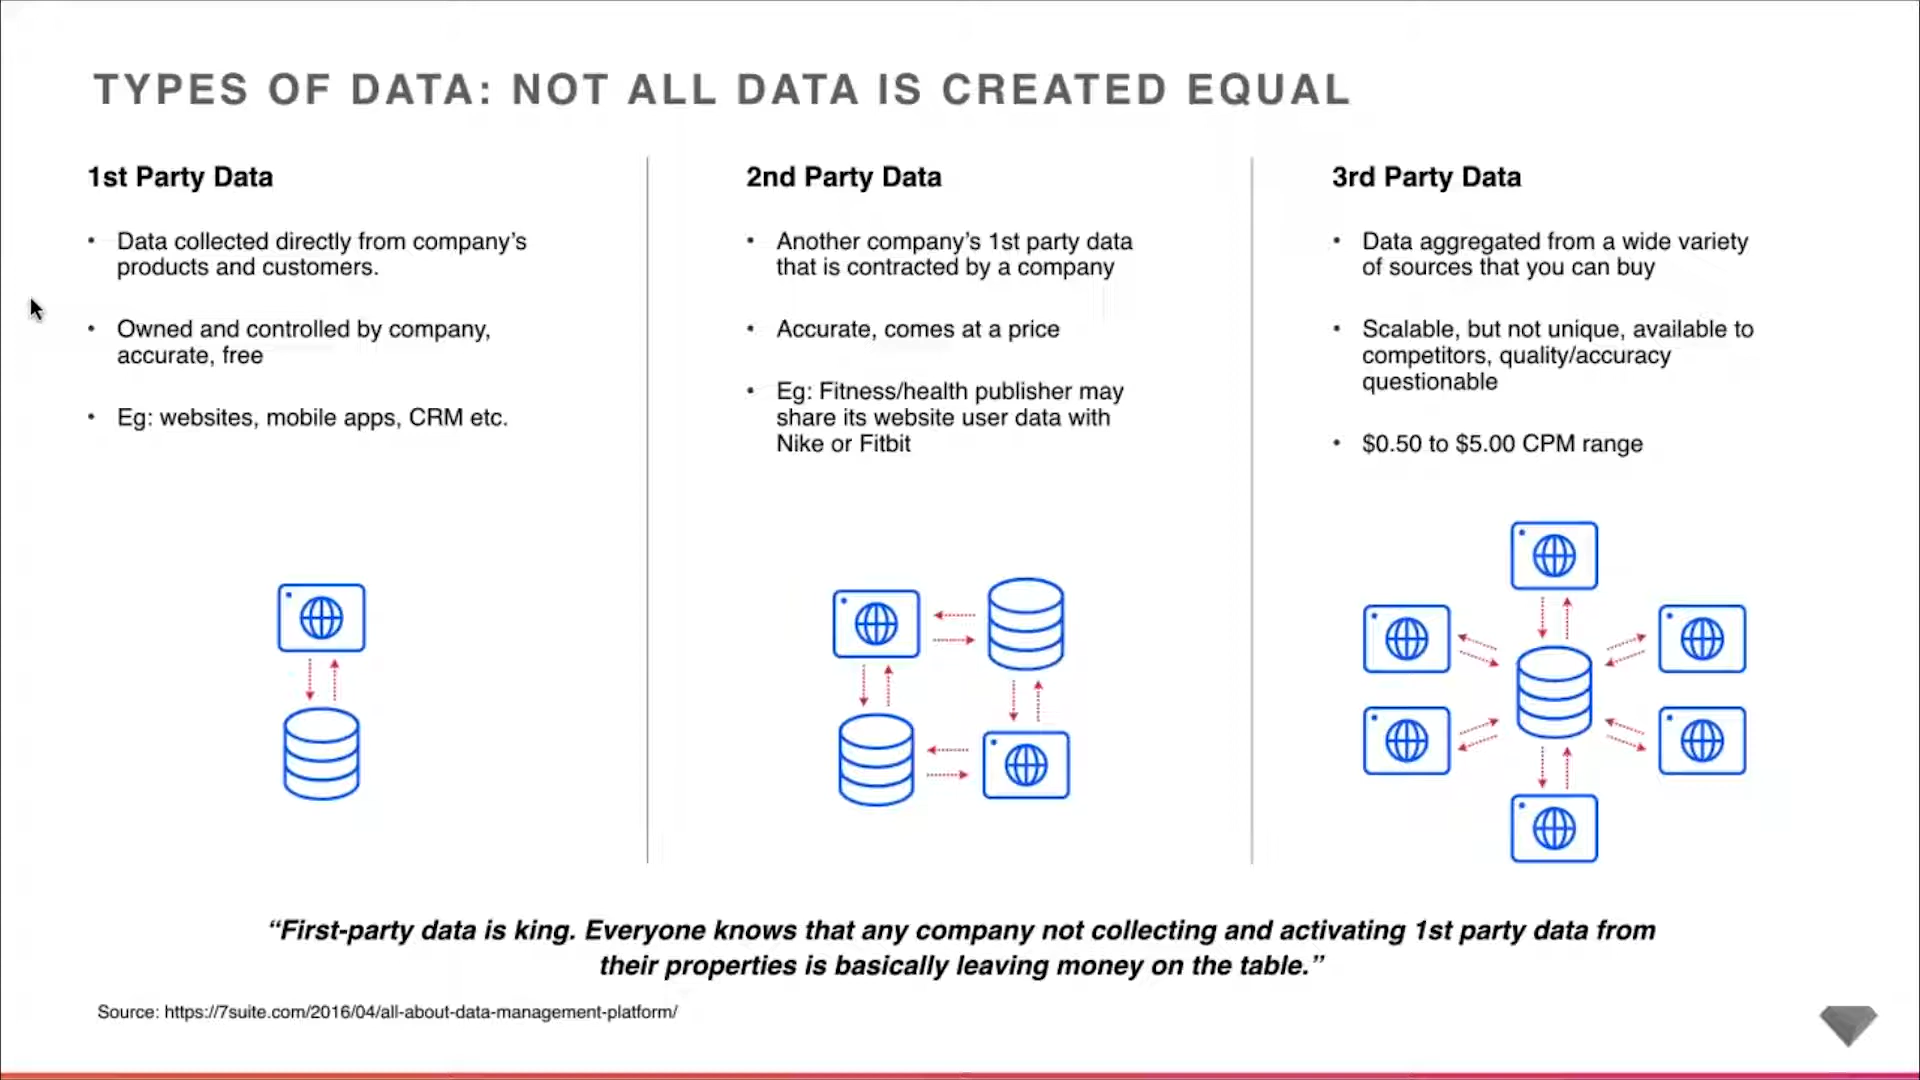 TYPES OF DATA: NOT ALL DATA IS CREATED EQUAL
1st Party Data
• Data collected directly from company’s
products and customers.
• Owned and controlled by company,
accurate, free
• Eg: websites, mobile apps, CRM etc.
2nd Party Data
• Another company’s 1st party data
that is contracted by a company
• Accurate, comes at a price
• Eg: Fitness/health publisher may
share its website user data with
Nike or Fitbit
3rd Party Data
• Data aggregated from a wide variety
of sources that you can buy
• Scalable, but not unique, available to
competitors, quality/accuracy
questionable
• $0.50 to $5.00 CPM range
“First-party data is king. Everyone knows that any company not collecting and activating 1st party data from
their properties is basically leaving money on the table.”
Source: https://7suite.com/2016/04/all-about-data-management-platform/